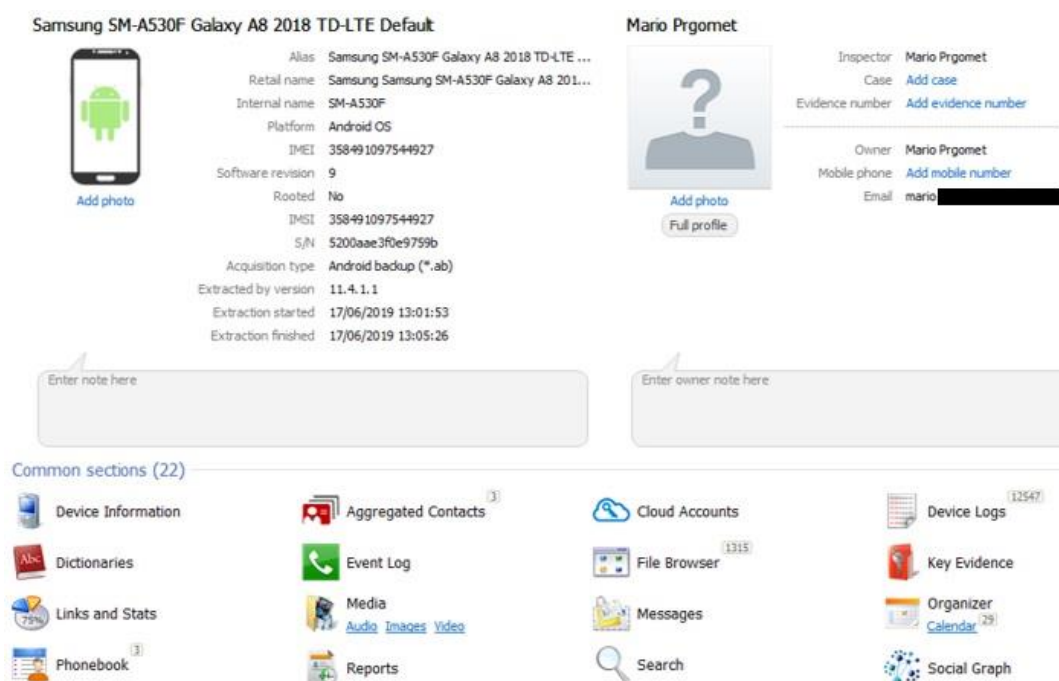 Samsung SM-A530F Galaxy A8 2018 TD-LTE Default
Add photo
Alias Samsung SM-A530F Galaxy A8 2018 TD-LTE ...
Retail name Samsung Samsung SM-A530F Galaxy A8 201...
Internal name SM-A530F
Platform Android OS
IMEI 358491097544927
Software revision 9
Rooted No
IMSI 358491097544927
S/N 5200aae3f0e9759b
Acquisition type Android backup (*.ab)
Extracted by version 11.4.1.1
Extraction started 17/06/2019 13:01:53
Extraction finished 17/06/2019 13:05:26
Enter note here
Mario Prgomet
?
Add photo
Full profile
Inspector Mario Prgomet
Case Add case
Evidence number Add evidence number
Owner Mario Prgomet
Mobile phone Add mobile number
Email mario
Enter owner note here
Common sections (22)
Device Information
Aggregated Contacts 3
Cloud Accounts
Device Logs 12547
Abc
Dictionaries
Event Log
File Browser 1315
Key Evidence
75%
Links and Stats
Media
Audio Images Video
Messages
Organizer
Calendar 29
Phonebook 3
Reports
Search
Social Graph